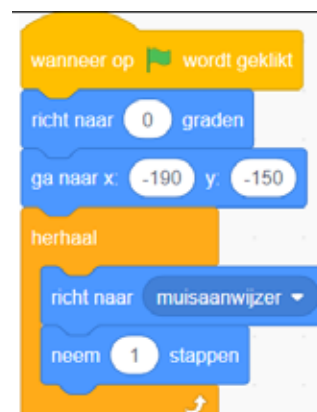 wanneer op wordt geklikt
richt naar 0 graden
ga naar x: -190 y: -150
herhaal
richt naar muisaanwijzer
neem 1 stappen